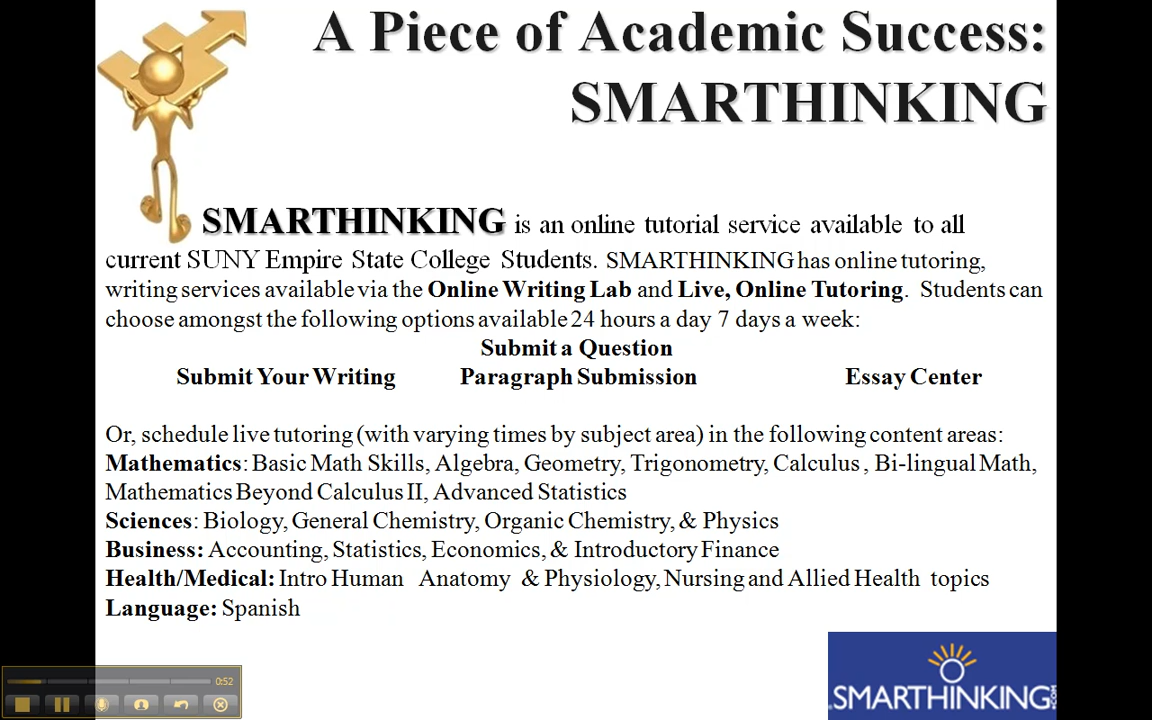 A Piece of Academic Success:
SMARTHINKING
SMARTHINKING is an online tutorial service available to all
current SUNY Empire State College Students. SMARTHINKING has online tutoring,
writing services available via the Online Writing Lab and Live, Online Tutoring. Students can
choose amongst the following options available 24 hours a day 7 days a week:
Submit a Question
Submit Your Writing Paragraph Submission Essay Center
Or, schedule live tutoring (with varying times by subject area) in the following content areas:
Mathematics: Basic Math Skills, Algebra, Geometry, Trigonometry, Calculus , Bi-lingual Math,
Mathematics Beyond Calculus II, Advanced Statistics
Sciences: Biology, General Chemistry, Organic Chemistry, & Physics
Business: Accounting, Statistics, Economics, & Introductory Finance
Health/Medical: Intro Human Anatomy & Physiology, Nursing and Allied Health topics
Language: Spanish
0:52
SMARTHINKING.COM